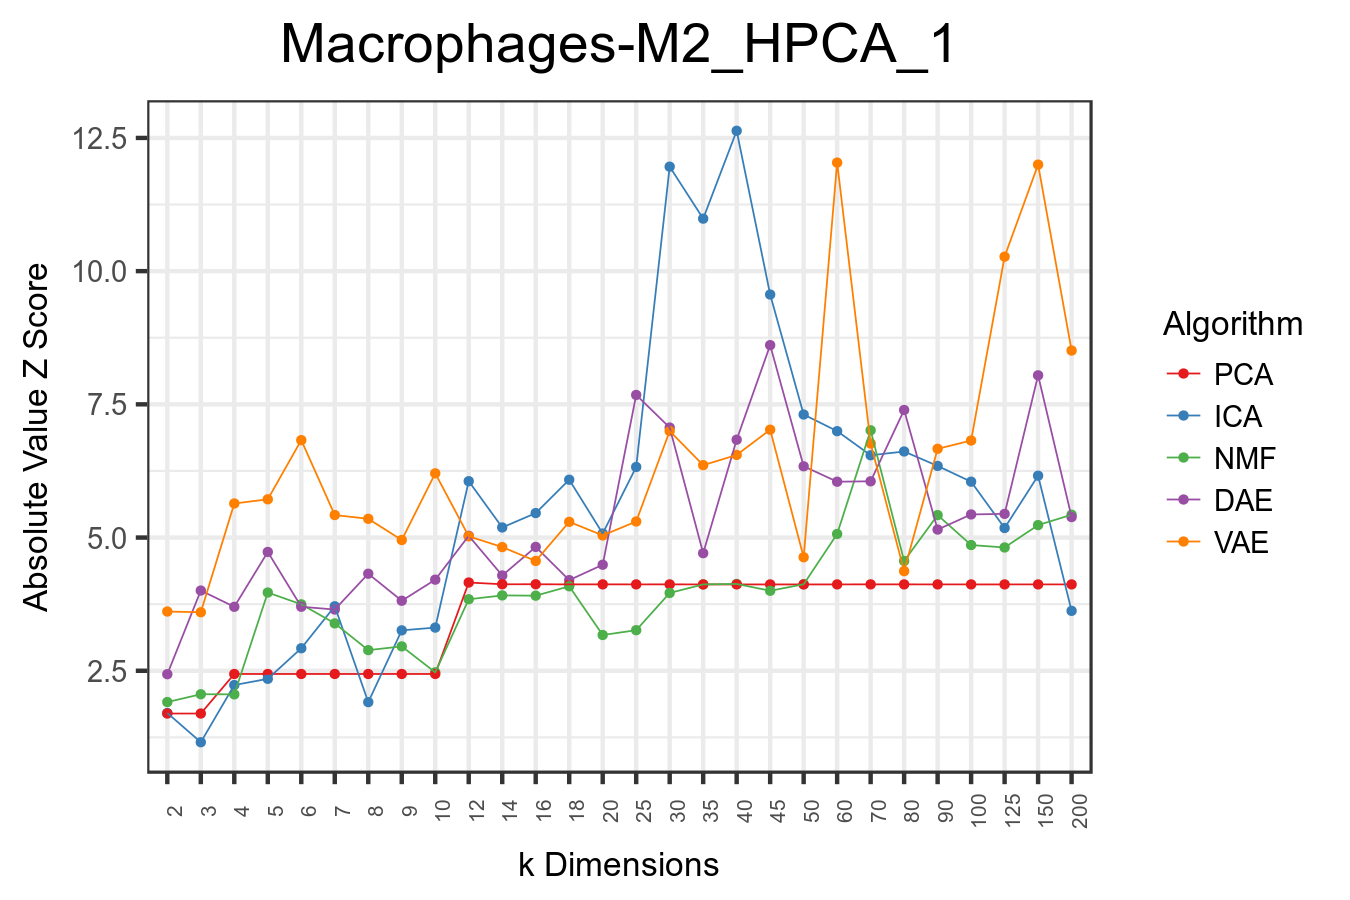 Macrophages-M2_HPCA_1
Absolute Value Z Score
12.5
10.0
7.5
5.0
2.5
2 3 4 5 6 7 8 9 10 12 14 16 18 20 25 30 35 40 45 50 60 70 80 90 100 125 150 200
k Dimensions
Algorithm
PCA
ICA
NMF
DAE
VAE